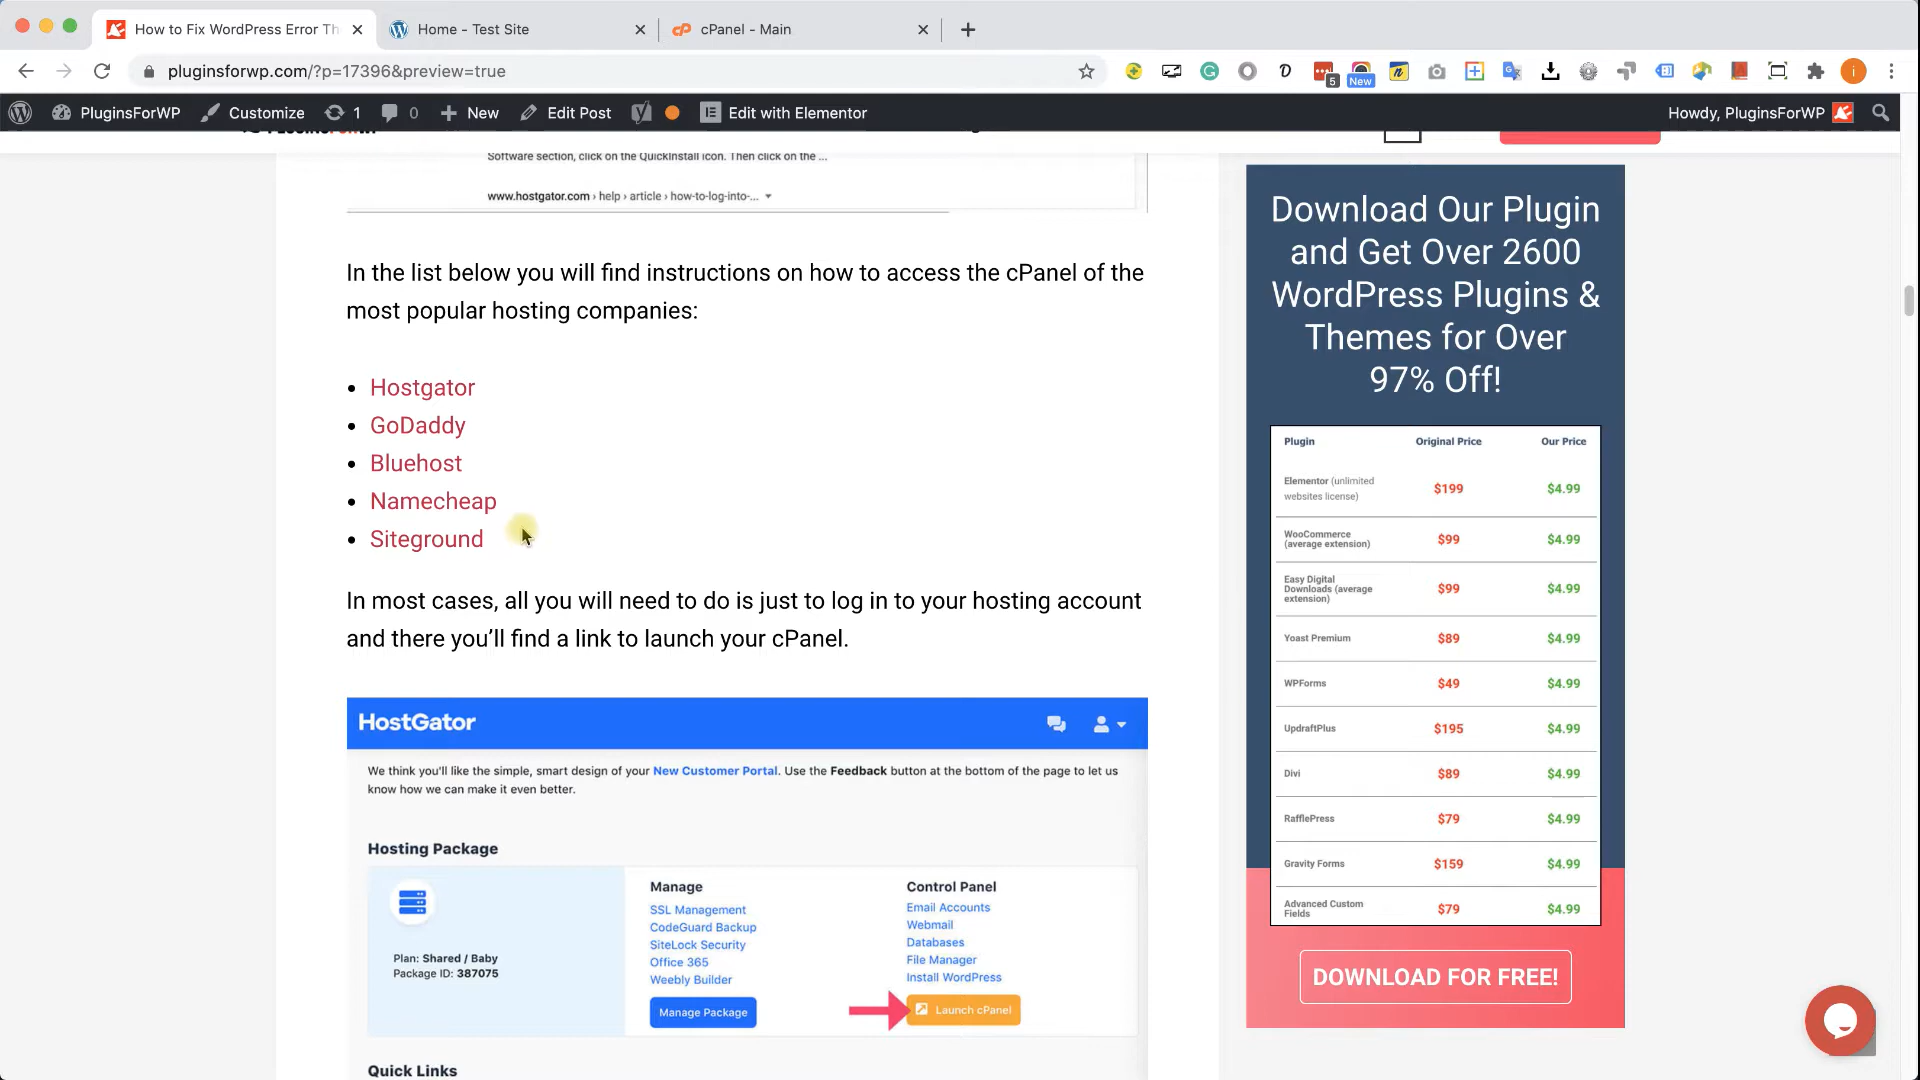 How to Fix WordPress Error Th
Home - Test Site
cPanel - Main
pluginsforwp.com/?p=17396&preview=true
5
New
i
PluginsForWP
Customize
1
0
New
Edit Post
Edit with Elementor
Howdy, PluginsForWP
Software section, click on the QuickInstall icon. Then click on the ...
www.hostgator.com › help › article › how-to-log-into-...
In the list below you will find instructions on how to access the cPanel of the
most popular hosting companies:
• Hostgator
• GoDaddy
• Bluehost
• Namecheap
• Siteground
In most cases, all you will need to do is just to log in to your hosting account
and there you’ll find a link to launch your cPanel.
HostGator
We think you'll like the simple, smart design of your New Customer Portal. Use the Feedback button at the bottom of the page to let us
know how we can make it even better.
Hosting Package
Plan: Shared / Baby
Package ID: 387075
Manage
SSL Management
CodeGuard Backup
SiteLock Security
Office 365
Weebly Builder
Manage Package
Control Panel
Email Accounts
Webmail
Databases
File Manager
Install WordPress
Launch cPanel
Quick Links
Download Our Plugin
and Get Over 2600
WordPress Plugins &
Themes for Over
97% Off!
Plugin Original Price Our Price
Elementor (unlimited
websites license) $199 $4.99
WooCommerce
(average extension) $99 $4.99
Easy Digital
Downloads (average
extension) $99 $4.99
Yoast Premium $89 $4.99
WPForms $49 $4.99
UpdraftPlus $195 $4.99
Divi $89 $4.99
RafflePress $79 $4.99
Gravity Forms $159 $4.99
Advanced Custom
Fields $79 $4.99
DOWNLOAD FOR FREE!